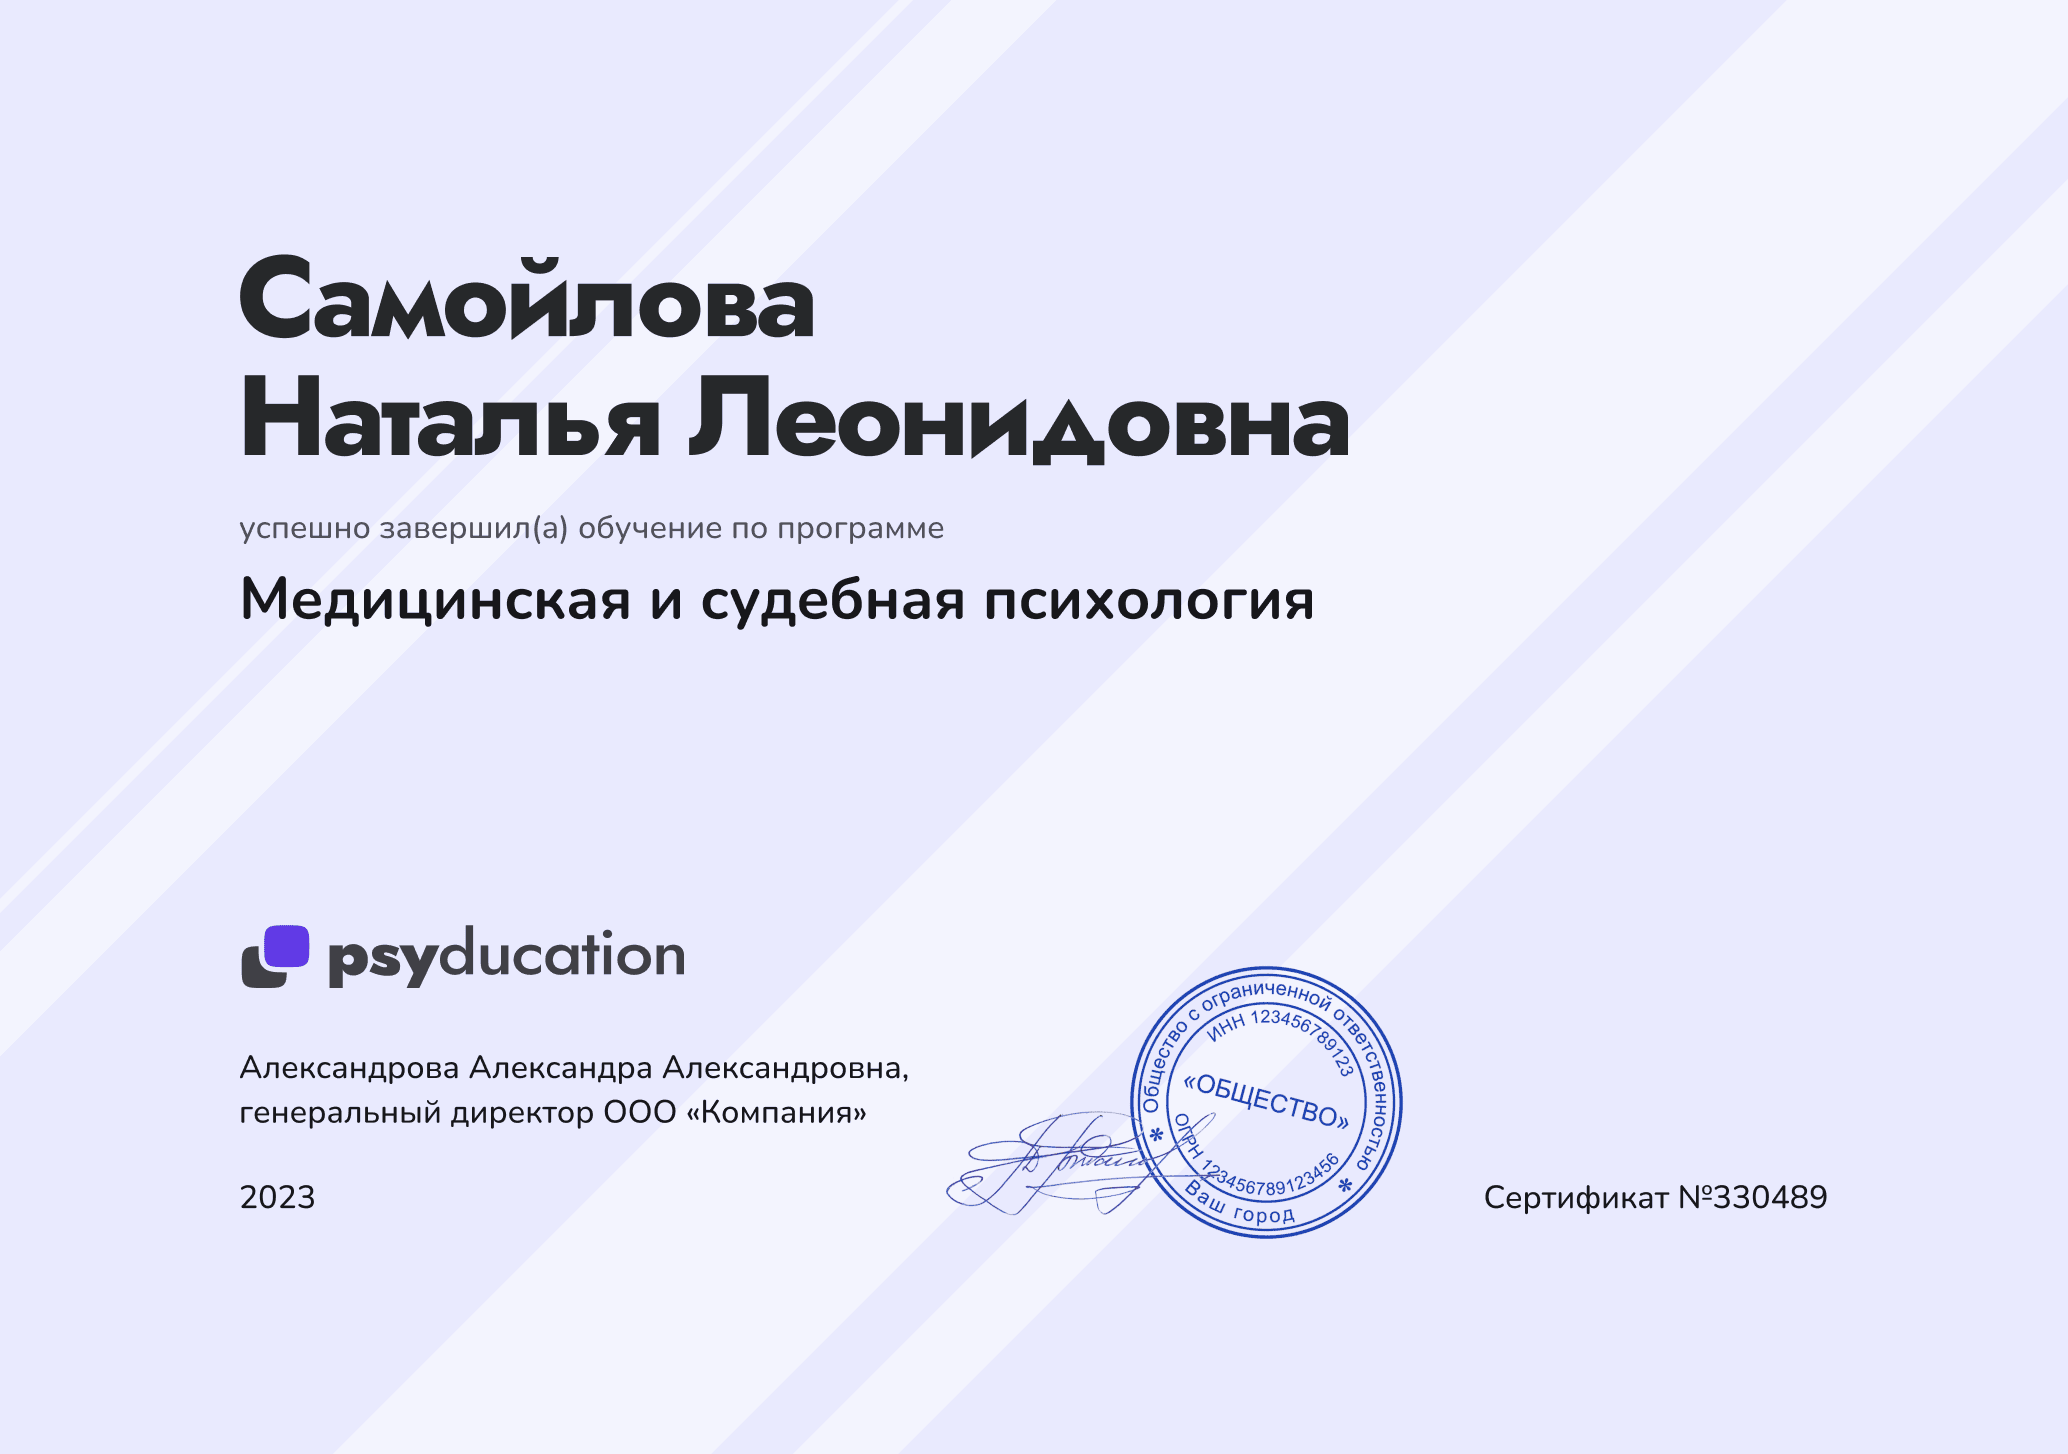 Самойлова
Наталья Леонидовна
успешно завершил(а) обучение по программе
Медицинская и судебная психология
psyducation
Александрова Александра Александровна,
генеральный директор ООО «Компания»
Общество с ограниченной ответственностью
ИНН 123456789123
«ОБЩЕСТВО»
ОГРН 123456789123456
* Ваш город *
2023
Сертификат №330489